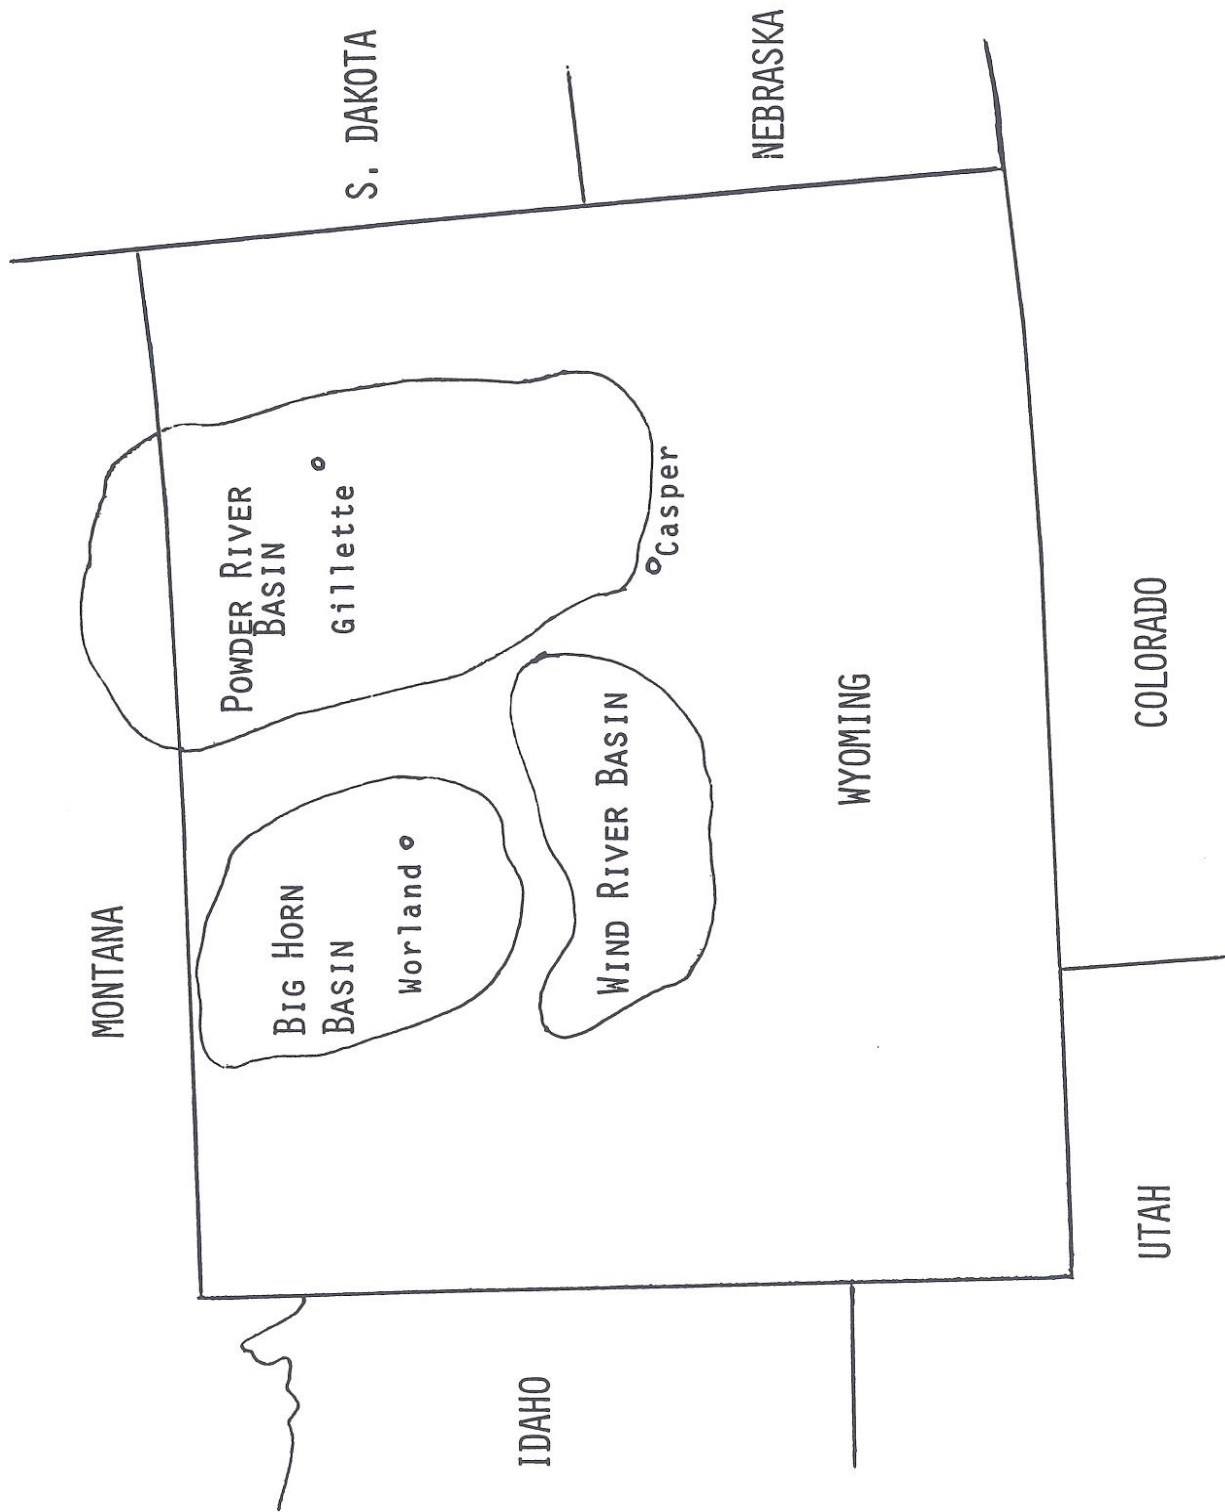 MONTANA
S. DAKOTA
POWDER RIVER
BASIN
Gillette
BIG HORN
BASIN
Worland
IDAHO
WIND RIVER BASIN
Casper
NEBRASKA
WYOMING
UTAH
COLORADO